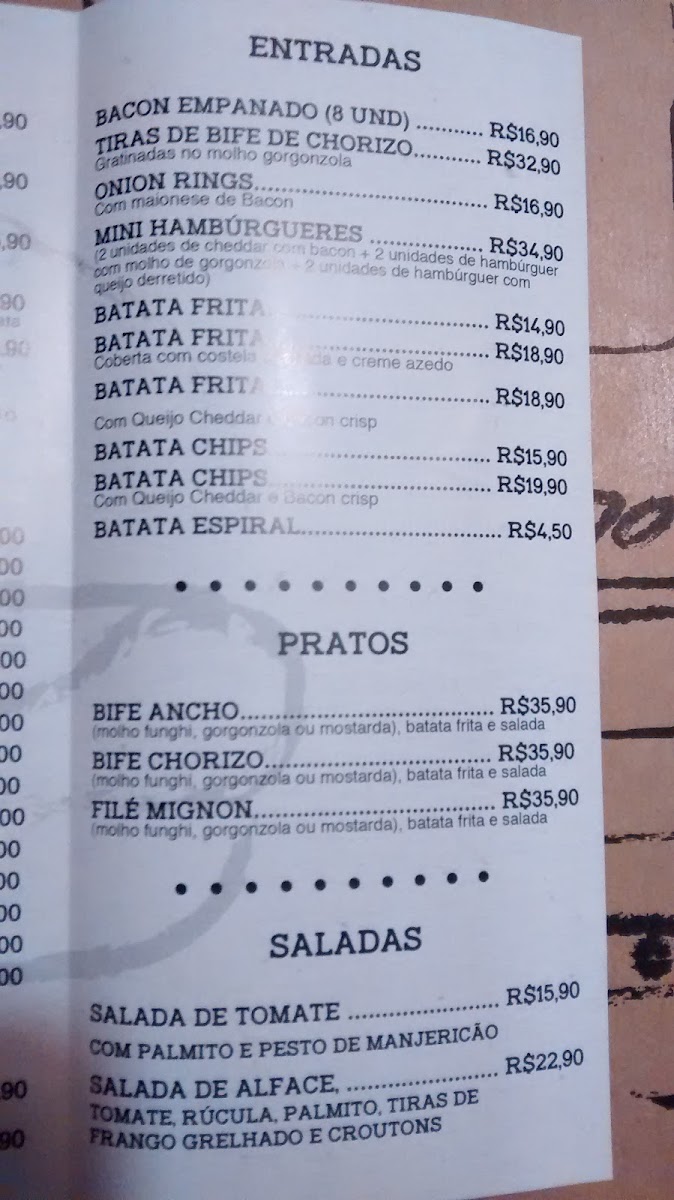 ENTRADAS
BACON EMPANADO (8 UND) ........... R$16,90
TIRAS DE BIFE DE CHORIZO........... R$32,90
Gratinadas no molho gorgonzola
ONION RINGS...................................... R$16,90
Com maionese de Bacon
MINI HAMBÚRGUERES .................. R$34,90
(2 unidades de cheddar com bacon + 2 unidades de hambúrguer
com molho de gorgonzola + 2 unidades de hambúrguer com
queijo derretido)
BATATA FRITA.................................... R$14,90
BATATA FRITA.................................... R$18,90
Coberta com costela e creme azedo
BATATA FRITA.................................... R$18,90
Com Queijo Cheddar crisp
BATATA CHIPS.................................... R$15,90
BATATA CHIPS.................................... R$19,90
Com Queijo Cheddar e Bacon crisp
BATATA ESPIRAL................................ R$4,50
PRATOS
BIFE ANCHO........................................ R$35,90
(molho funghi, gorgonzola ou mostarda), batata frita e salada
BIFE CHORIZO.................................... R$35,90
(molho funghi, gorgonzola ou mostarda), batata frita e salada
FILÉ MIGNON...................................... R$35,90
(molho funghi, gorgonzola ou mostarda), batata frita e salada
SALADAS
SALADA DE TOMATE ........................ R$15,90
COM PALMITO E PESTO DE MANJERICÃO
SALADA DE ALFACE, ........................ R$22,90
TOMATE, RÚCULA, PALMITO, TIRAS DE
FRANGO GRELHADO E CROUTONS